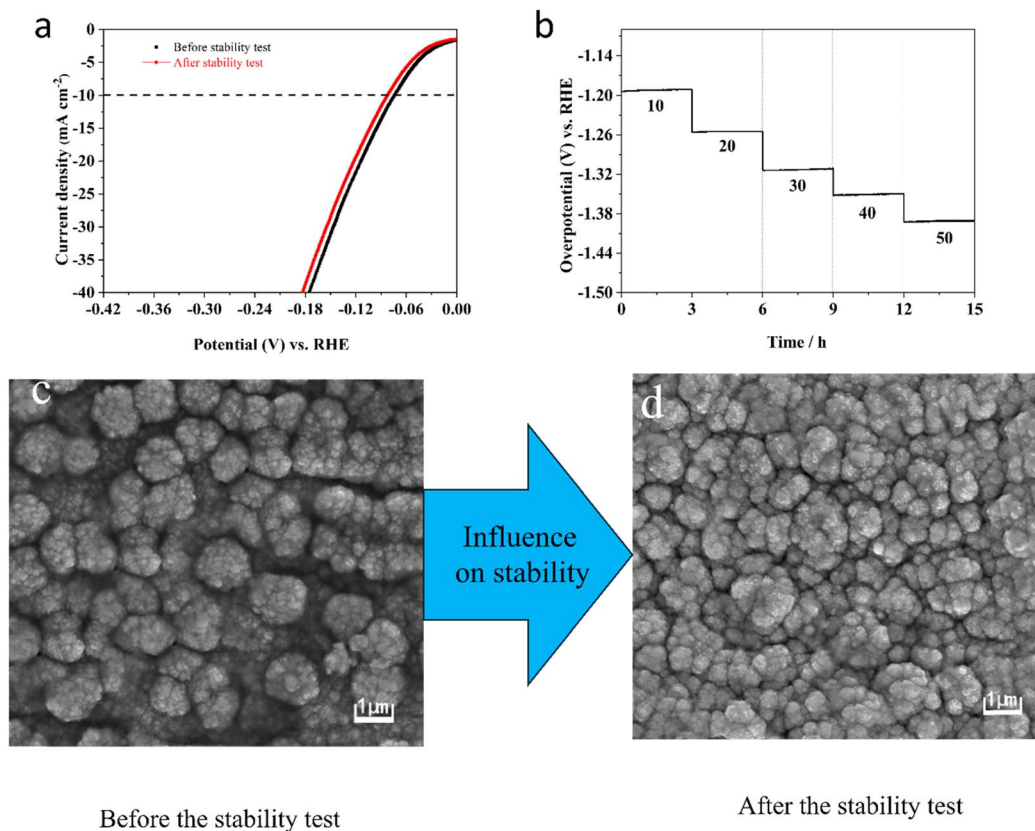 a
Before stability test
After stability test
0
-5
-10
-15
-20
-25
-30
-35
-40
Current density (mA cm⁻²)
-0.42 -0.36 -0.30 -0.24 -0.18 -0.12 -0.06 0.00
Potential (V) vs. RHE
b
-1.14
-1.20
-1.26
-1.32
-1.38
-1.44
-1.50
Overpotential (V) vs. RHE
10
20
30
40
50
0 3 6 9 12 15
Time / h
c
1µm
Influence
on stability
d
1µm
Before the stability test
After the stability test